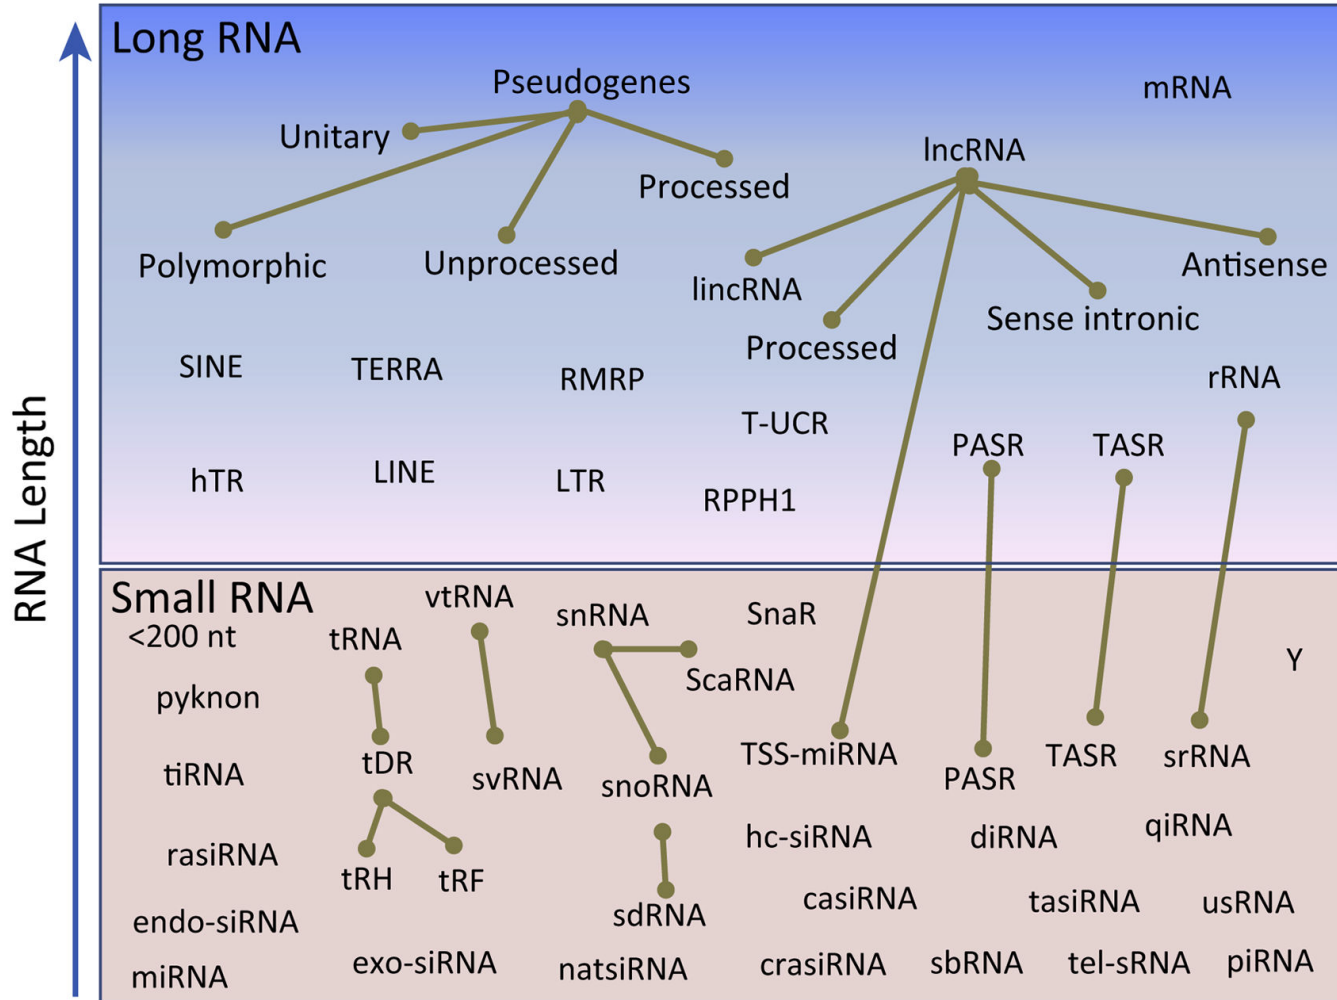 RNA Length
Long RNA
Pseudogenes
mRNA
Unitary
lncRNA
Processed
Polymorphic
Unprocessed
lincRNA
Antisense
Sense intronic
Processed
SINE
TERRA
RMRP
rRNA
T-UCR
PASR
TASR
hTR
LINE
LTR
RPPH1
Small RNA
<200 nt
vtRNA
tRNA
snRNA
SnaR
Y
ScaRNA
pyknon
tiRNA
tDR
svRNA
snoRNA
TSS-miRNA
PASR
TASR
srRNA
rasiRNA
hc-siRNA
diRNA
qiRNA
tRH
tRF
casiRNA
tasiRNA
usRNA
endo-siRNA
sdRNA
miRNA
exo-siRNA
natsiRNA
crasiRNA
sbRNA
tel-sRNA
piRNA